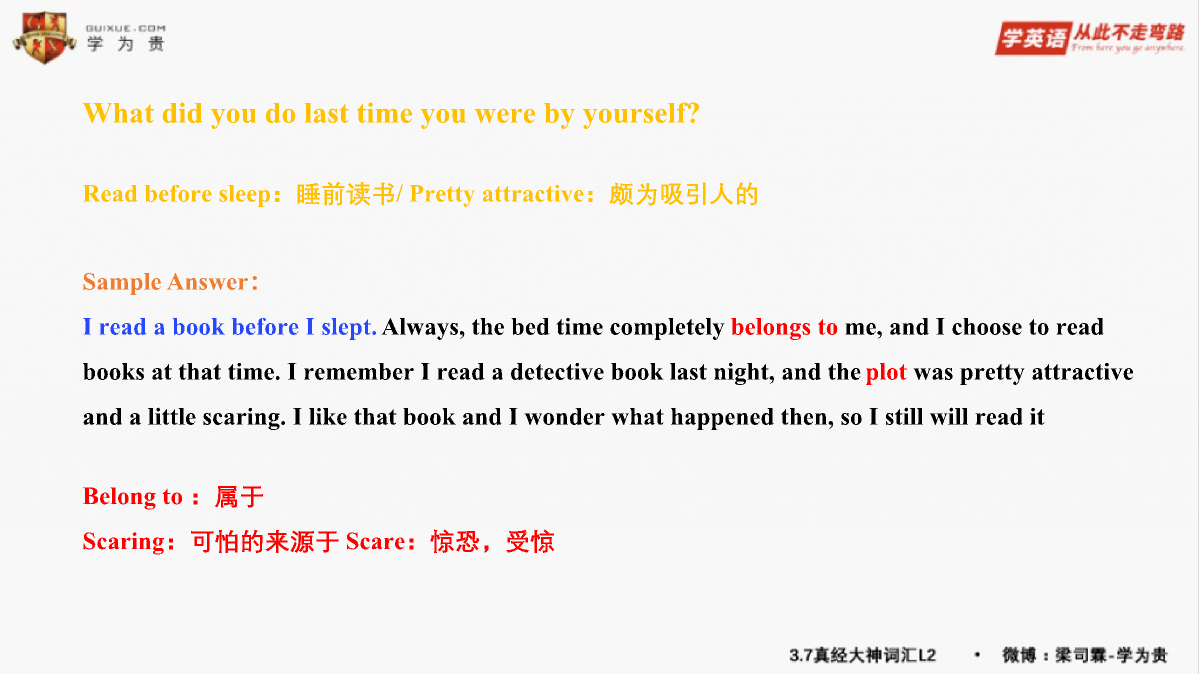 GUIXUE.COM
学为贵
学英语 从此不走弯路
From here you go anywhere.
What did you do last time you were by yourself?
Read before sleep：睡前读书/ Pretty attractive：颇为吸引人的
Sample Answer：
I read a book before I slept. Always, the bed time completely belongs to me, and I choose to read
books at that time. I remember I read a detective book last night, and the plot was pretty attractive
and a little scaring. I like that book and I wonder what happened then, so I still will read it
Belong to ：属于
Scaring：可怕的来源于 Scare：惊恐，受惊
3.7真经大神词汇L2 • 微博：梁司霖-学为贵